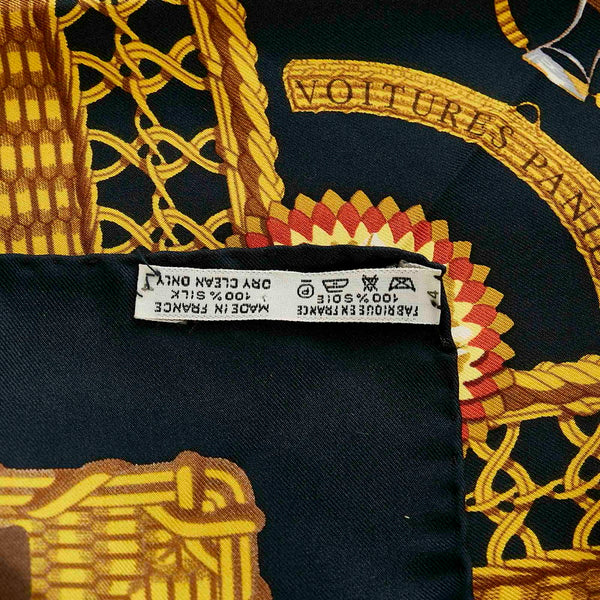 VOITURES PANI
FABRIQUE EN FRANCE
100% SOIE
P
MADE IN FRANCE
100% SILK
DRY CLEAN ONLY